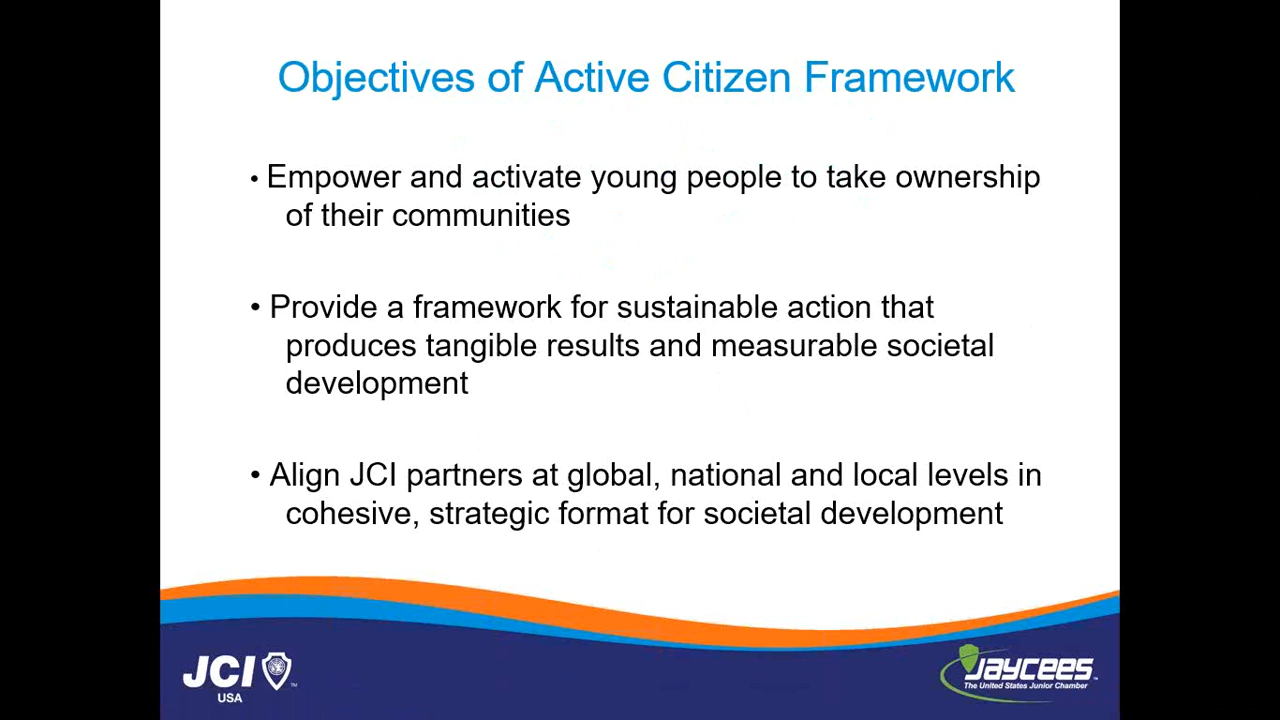 Objectives of Active Citizen Framework
• Empower and activate young people to take ownership
of their communities
• Provide a framework for sustainable action that
produces tangible results and measurable societal
development
• Align JCI partners at global, national and local levels in
cohesive, strategic format for societal development
JCI
USA
Jaycees
The United States Junior Chamber